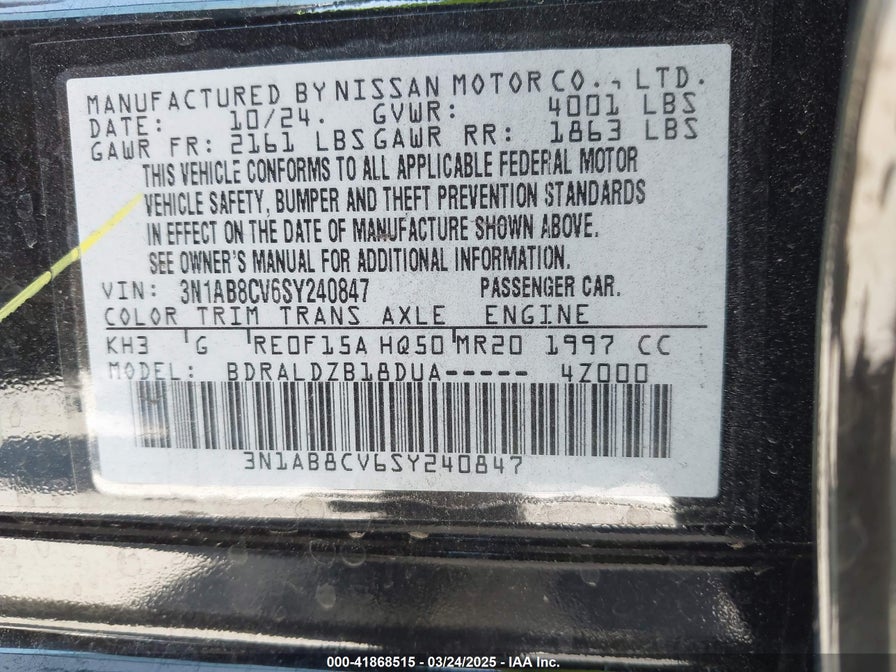 MANUFACTURED BY NISSAN MOTOR CO., LTD.
DATE: 10/24. GVWR: 4001 LBS
GAWR FR: 2161 LBS GAWR RR: 1863 LBS
THIS VEHICLE CONFORMS TO ALL APPLICABLE FEDERAL MOTOR
VEHICLE SAFETY, BUMPER AND THEFT PREVENTION STANDARDS
IN EFFECT ON THE DATE OF MANUFACTURE SHOWN ABOVE.
SEE OWNER'S MANUAL FOR ADDITIONAL INFORMATION.
VIN: 3N1AB8CV6SY240847 PASSENGER CAR.
COLOR TRIM TRANS AXLE ENGINE
KH3 G RE0F15A HQ50 MR20 1997 CC
MODEL: BDRALDZB18DUA----- 4Z000
3N1AB8CV6SY240847
000-41868515 - 03/24/2025 - IAA Inc.